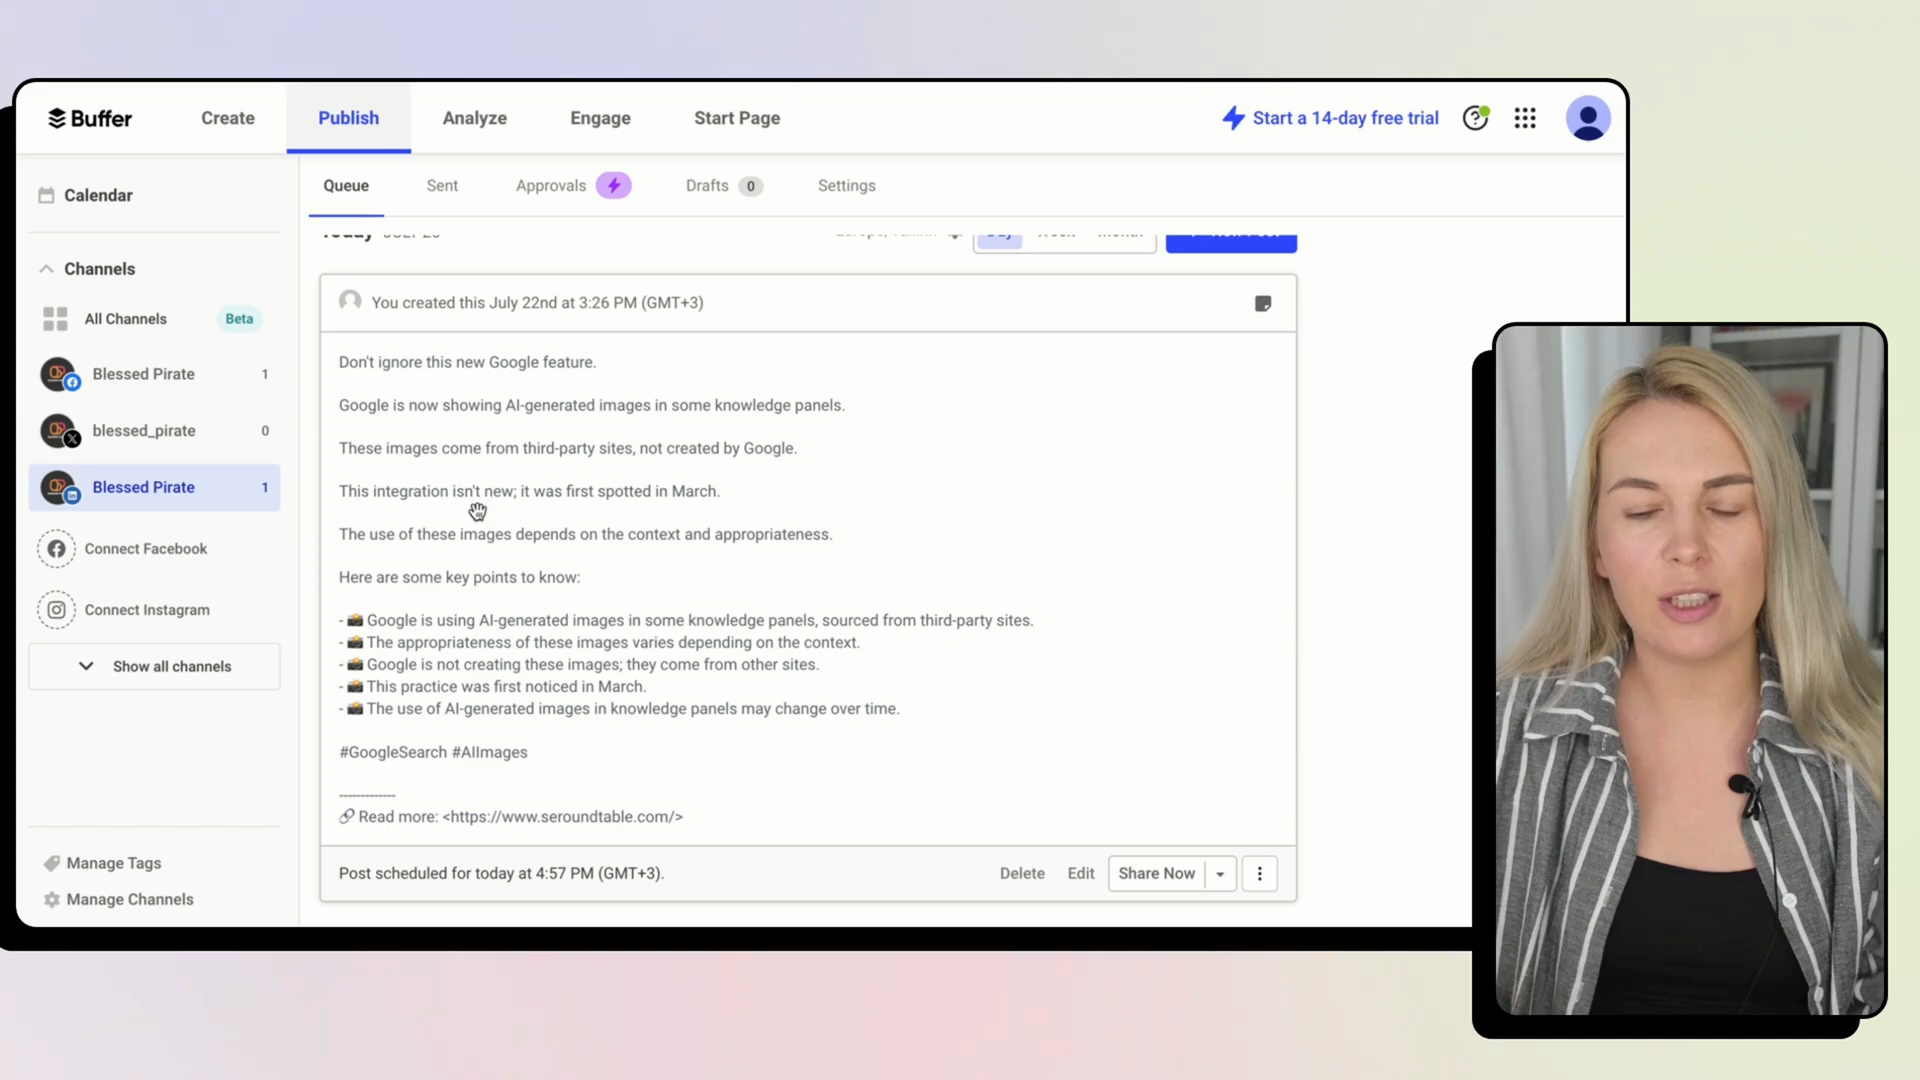 Buffer
Create
Publish
Analyze
Engage
Start Page
Start a 14-day free trial
Calendar
Queue
Sent
Approvals
Drafts 0
Settings
Channels
All Channels Beta
Blessed Pirate 1
blessed_pirate 0
Blessed Pirate 1
Connect Facebook
Connect Instagram
Show all channels
Manage Tags
Manage Channels
Today
You created this July 22nd at 3:26 PM (GMT+3)
Don't ignore this new Google feature.
Google is now showing AI-generated images in some knowledge panels.
These images come from third-party sites, not created by Google.
This integration isn't new; it was first spotted in March.
The use of these images depends on the context and appropriateness.
Here are some key points to know:
- 📸 Google is using AI-generated images in some knowledge panels, sourced from third-party sites.
- 📸 The appropriateness of these images varies depending on the context.
- 📸 Google is not creating these images; they come from other sites.
- 📸 This practice was first noticed in March.
- 📸 The use of AI-generated images in knowledge panels may change over time.
#GoogleSearch #AIImages
-------------
🔗 Read more: <https://www.seroundtable.com/>
Post scheduled for today at 4:57 PM (GMT+3).
Delete
Edit
Share Now